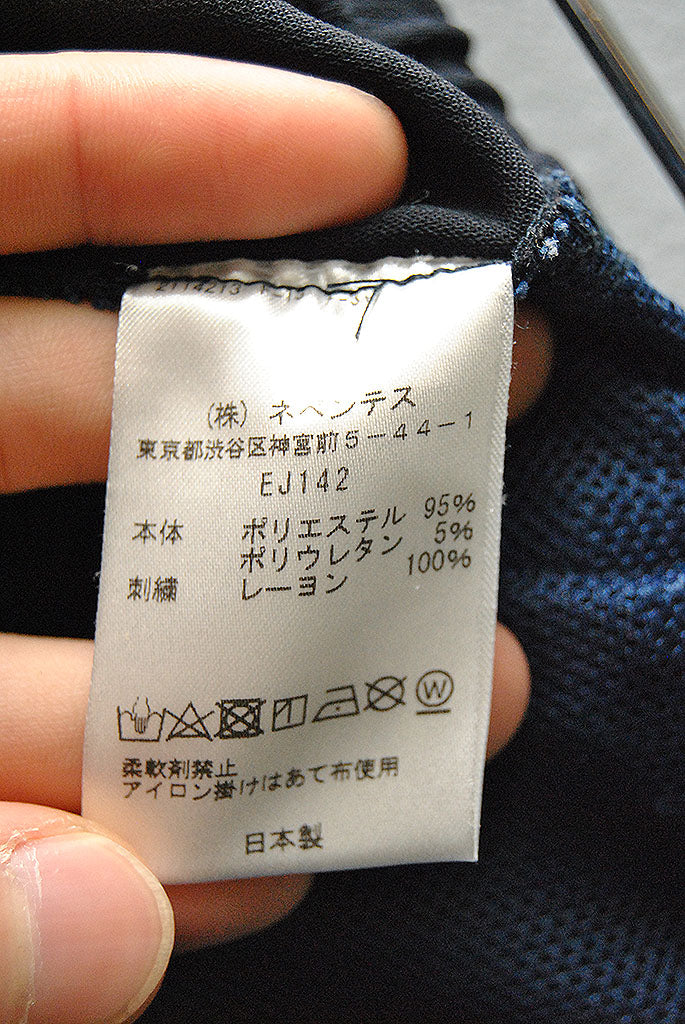 2114213
(株) ネペンテス
東京都渋谷区神宮前5-44-1
EJ142
本体 ポリエステル 95%
ポリウレタン 5%
刺繍 レーヨン 100%
W
柔軟剤禁止
アイロン掛けはあて布使用
日本製